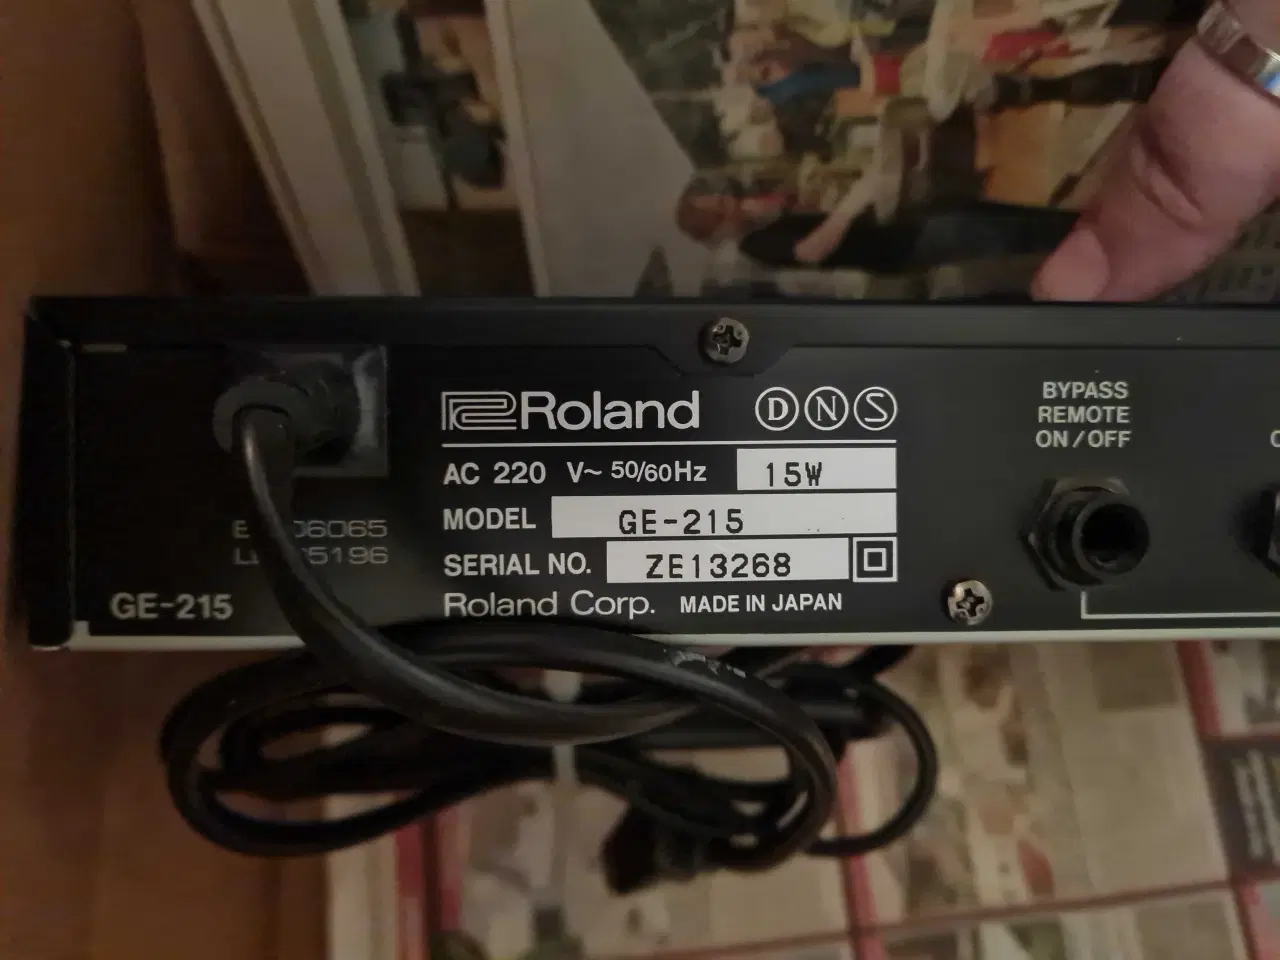 Roland D N S
AC 220 V~ 50/60Hz 15W
MODEL GE-215
SERIAL NO. ZE13268
Roland Corp. MADE IN JAPAN
GE-215
BYPASS
REMOTE
ON/OFF